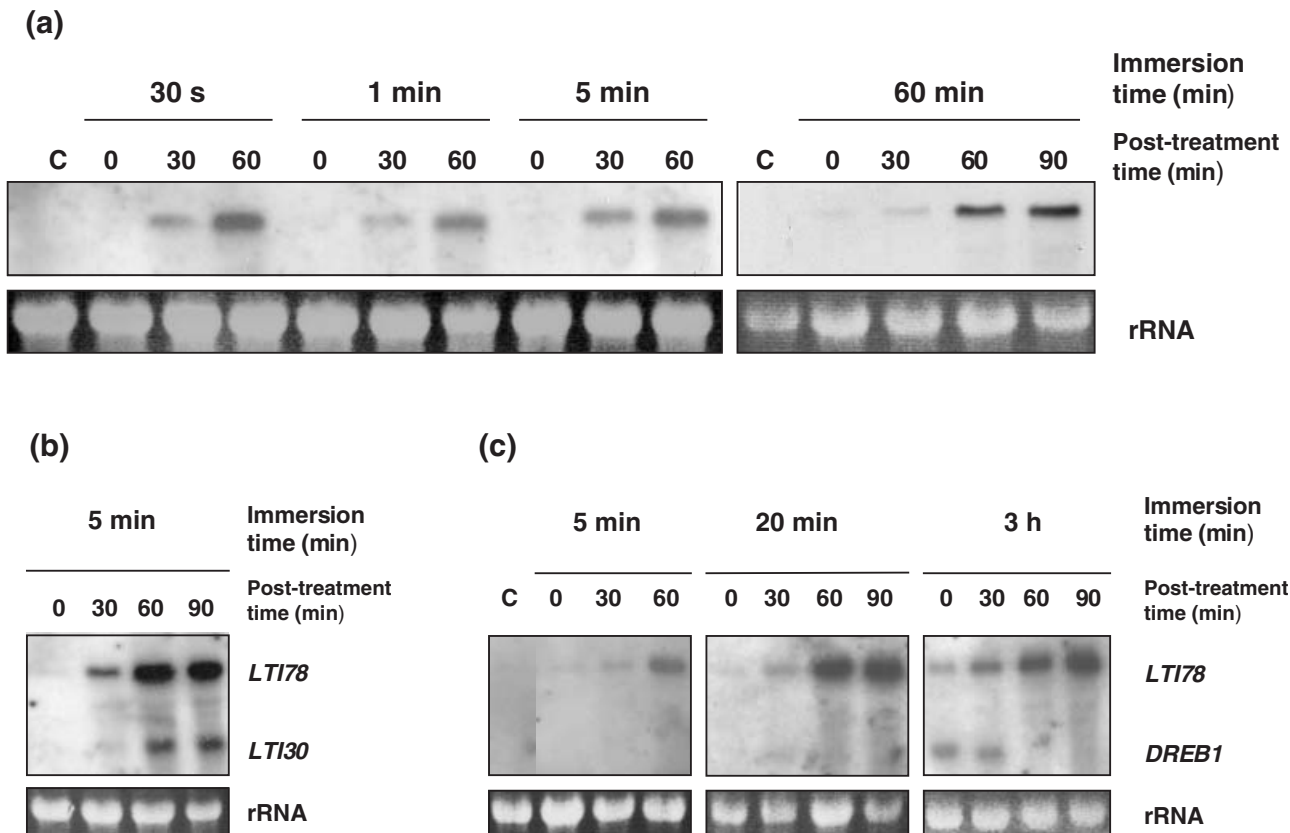 (a)
30 s 1 min 5 min 60 min Immersion
time (min)
C 0 30 60 0 30 60 0 30 60 C 0 30 60 90 Post-treatment
time (min)
rRNA
(b) (c)
5 min Immersion
time (min)
5 min 20 min 3 h Immersion
time (min)
0 30 60 90 Post-treatment
time (min)
C 0 30 60 0 30 60 90 0 30 60 90 Post-treatment
time (min)
LTI78
LTI30
rRNA
LTI78
DREB1
rRNA